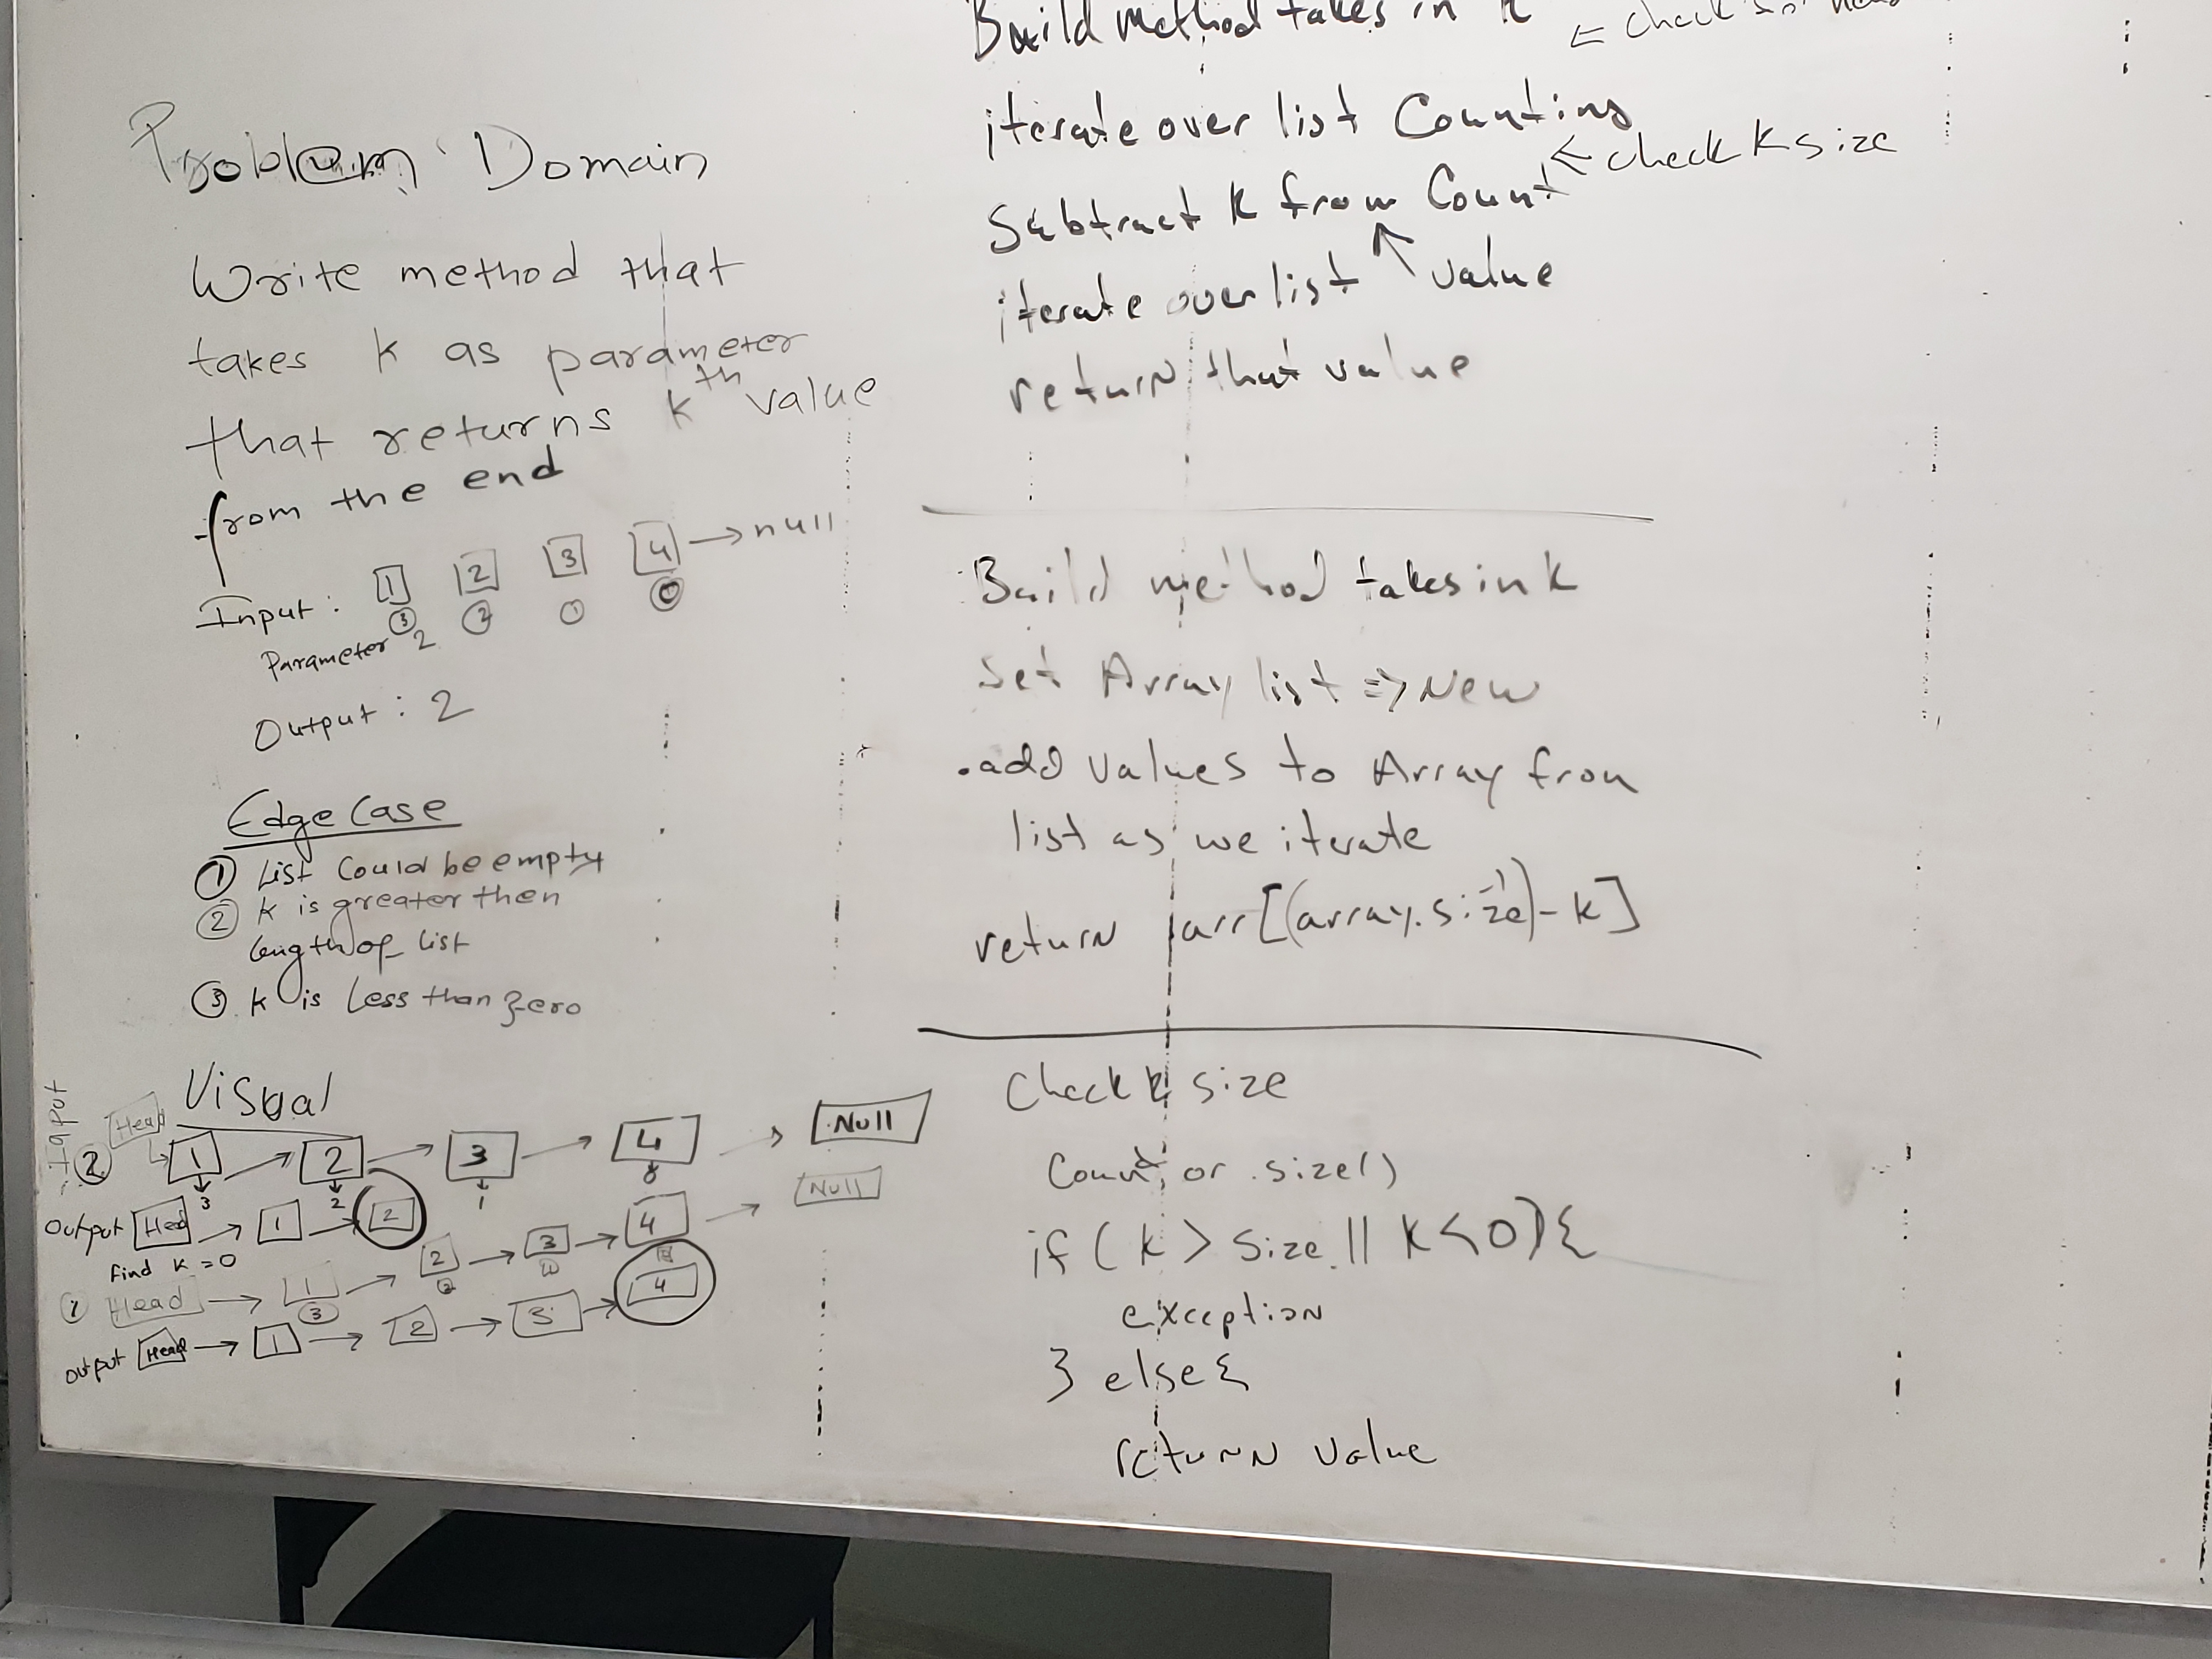 Problem Domain
Write method that
takes k as parameter
that returns kth value
from the end
Input: 1 2 3 4 → null
3 2 1 0
Parameter 2
Output: 2
Edge Case
① List Could be empty
② k is greater then
length of List
③ k is Less than Zero
Visual
Input
Head
② 1 → 2 → 3 → 4 → Null
3 2 1 0
Output Head → 1 → 2
Find k = 0
① Head → 1 → 2 → 3 → 4 → Null
3 2 1
Output Head → 1 → 2 → 3 → 4
Build method takes in k ← check
iterate over list Counting
← check K size
Subtract k from Count
↑ value
iterate over list
return that value
Build method takes in k
Set Array list => New
.add values to Array from
list as we iterate
return arr[(array.size-1)-k]
Check k size
Count or .size()
if (k > Size || K < 0) {
exception
} else {
return value